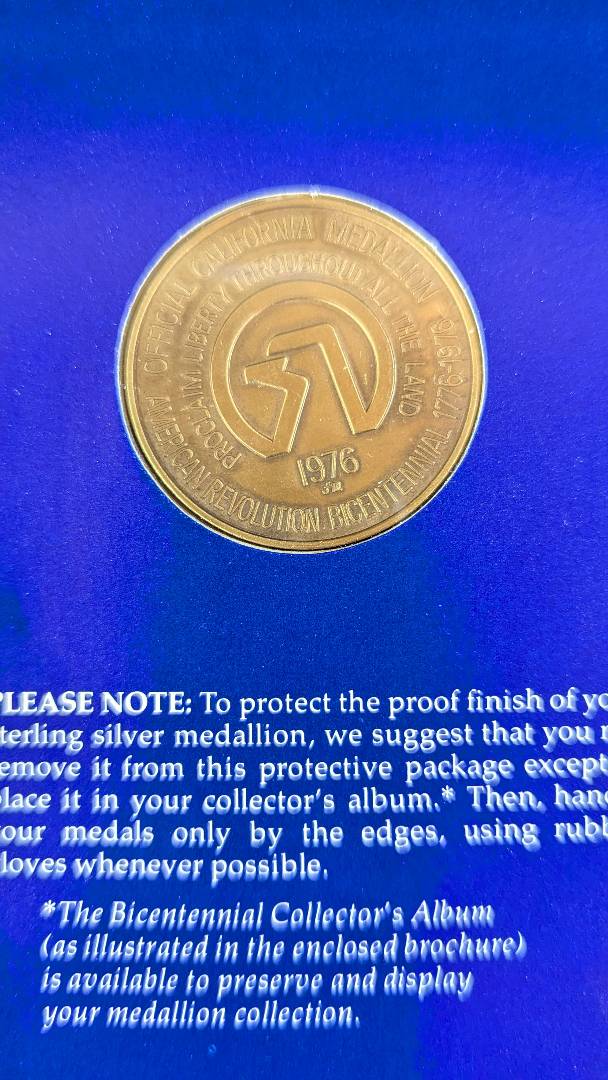 OFFICIAL CALIFORNIA MEDALLION
PROCLAIM LIBERTY THROUGHOUT ALL THE LAND
1976
AMERICAN REVOLUTION BICENTENNIAL 1776-1976
PLEASE NOTE: To protect the proof finish of yo
terling silver medallion, we suggest that you
emove it from this protective package except
lace it in your collector's album.* Then, hand
our medals only by the edges, using rubb
loves whenever possible.
*The Bicentennial Collector's Album
(as illustrated in the enclosed brochure)
is available to preserve and display
your medallion collection.